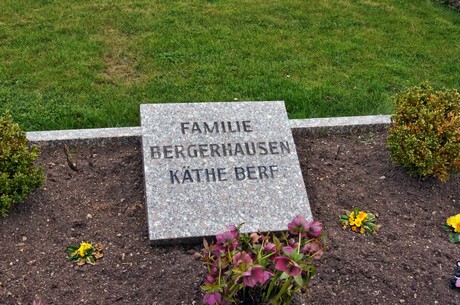 FAMILIE
BERGERHAUSEN
KÄTHE BERF